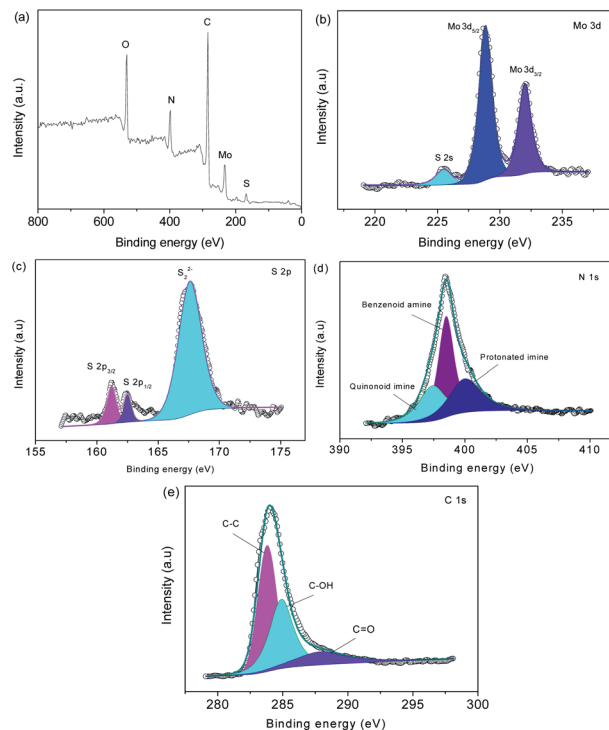 (a)
O
C
N
Mo
S
Intensity (a.u.)
800 600 400 200 0
Binding energy (eV)
(b)
Mo 3d
Mo 3d5/2
Mo 3d3/2
S 2s
Intensity (a.u.)
220 225 230 235
Binding energy (eV)
(c)
S 2p
S2 2-
S 2p3/2
S 2p1/2
Intensity (a.u)
155 160 165 170 175
Binding energy (eV)
(d)
N 1s
Benzenoid amine
Protonated imine
Quinonoid imine
Intensity (a.u)
390 395 400 405 410
Binding energy (eV)
(e)
C 1s
C-C
C-OH
C=O
Intensity (a.u)
280 285 290 295 300
Binding energy (eV)